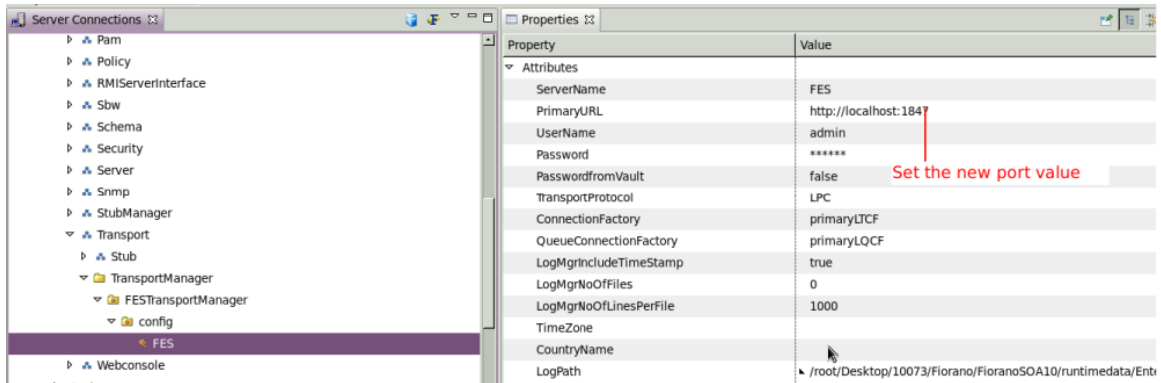 Server Connections
Pam
Policy
RMIServerInterface
Sbw
Schema
Security
Server
Snmp
StubManager
Transport
Stub
TransportManager
FESTransportManager
config
FES
Webconsole
Properties
Property Value
Attributes
ServerName FES
PrimaryURL http://localhost:1847
UserName admin
Password ******
PasswordfromVault false
Set the new port value
TransportProtocol LPC
ConnectionFactory primaryLTCF
QueueConnectionFactory primaryLQCF
LogMgrIncludeTimeStamp true
LogMgrNoOfFiles 0
LogMgrNoOfLinesPerFile 1000
TimeZone
CountryName
LogPath /root/Desktop/10073/Fiorano/FioranoSOA10/runtimedata/Ente